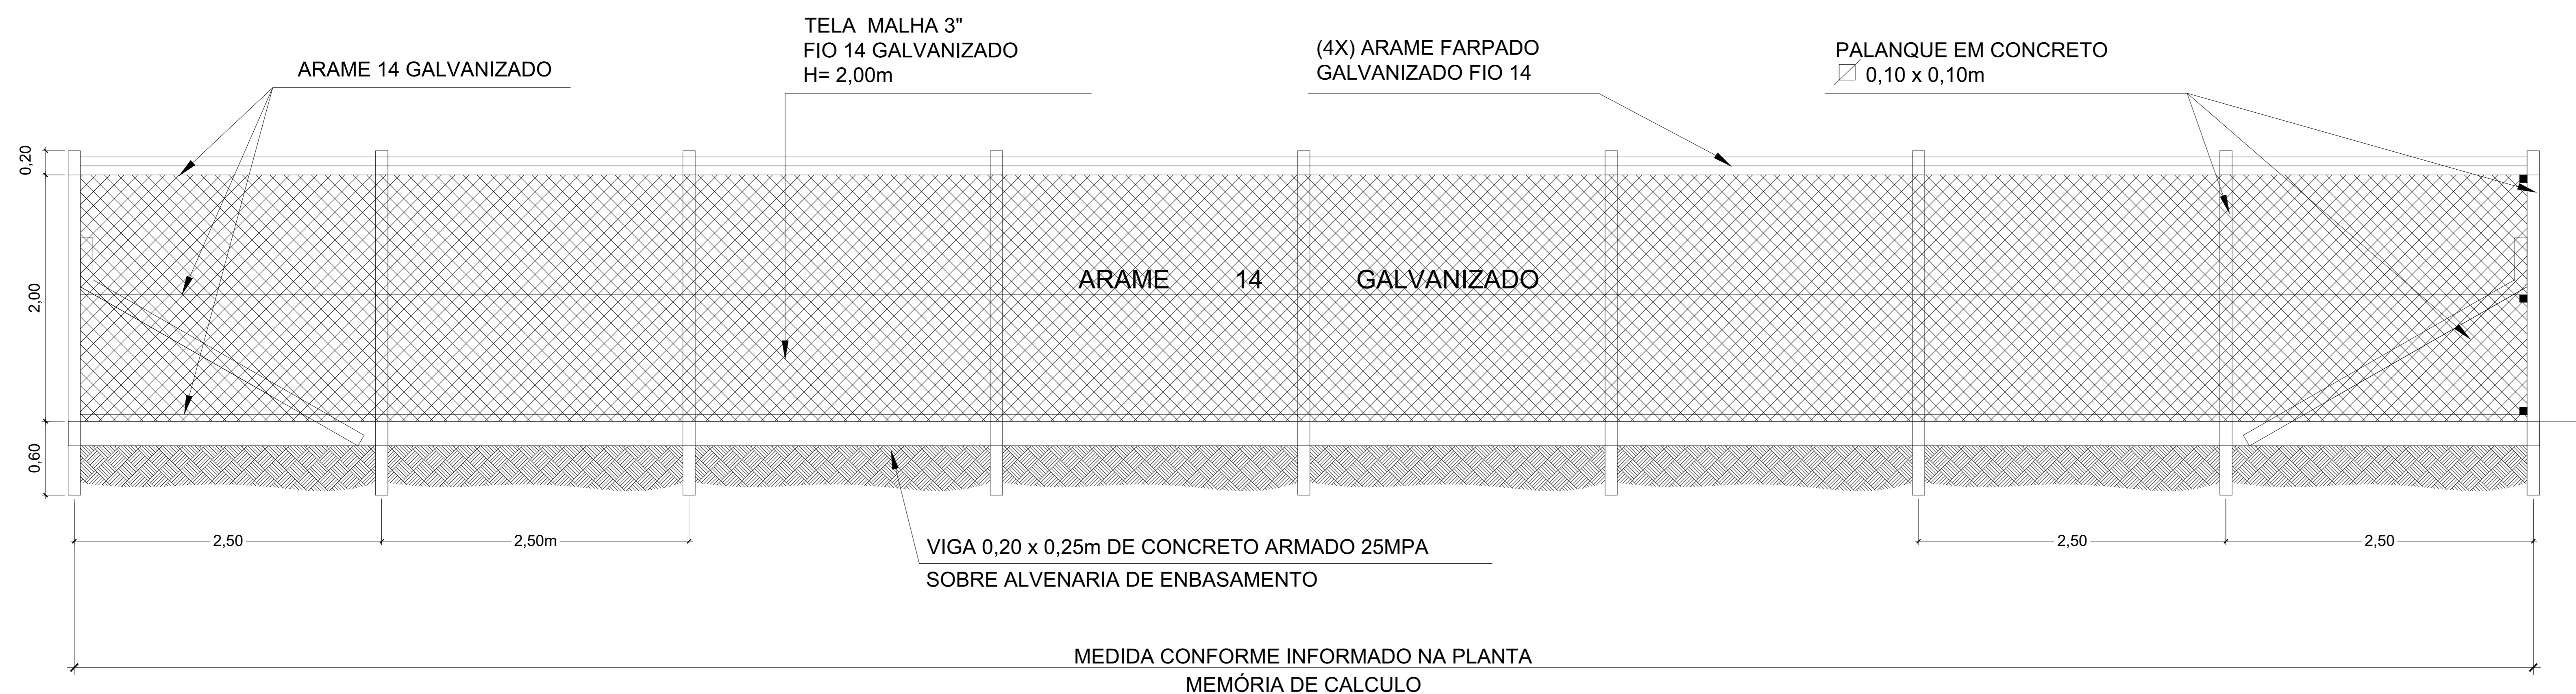 TELA MALHA 3"
FIO 14 GALVANIZADO
H= 2,00m
ARAME 14 GALVANIZADO
(4X) ARAME FARPADO
GALVANIZADO FIO 14
PALANQUE EM CONCRETO
0,10 x 0,10m
0,20
2,00
0,60
ARAME 14 GALVANIZADO
2,50
2,50m
2,50
2,50
VIGA 0,20 x 0,25m DE CONCRETO ARMADO 25MPA
SOBRE ALVENARIA DE ENBASAMENTO
MEDIDA CONFORME INFORMADO NA PLANTA
MEMÓRIA DE CALCULO